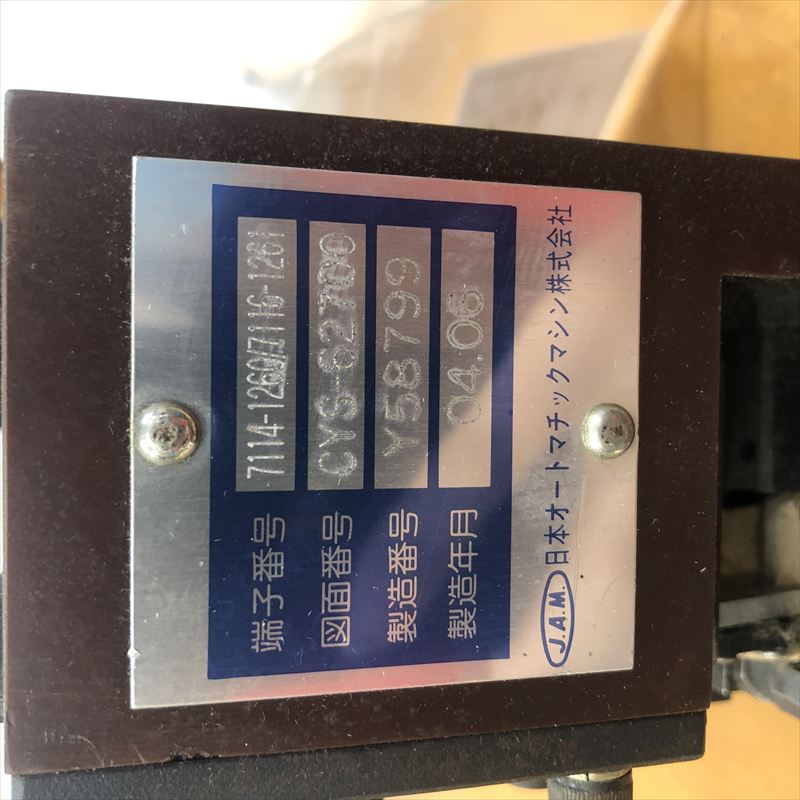 端子番号 7114-1260/7116-1261
図面番号 CYS-62700
製造番号 Y58799
製造年月 04.06
J.A.M. 日本オートマチックマシン株式会社